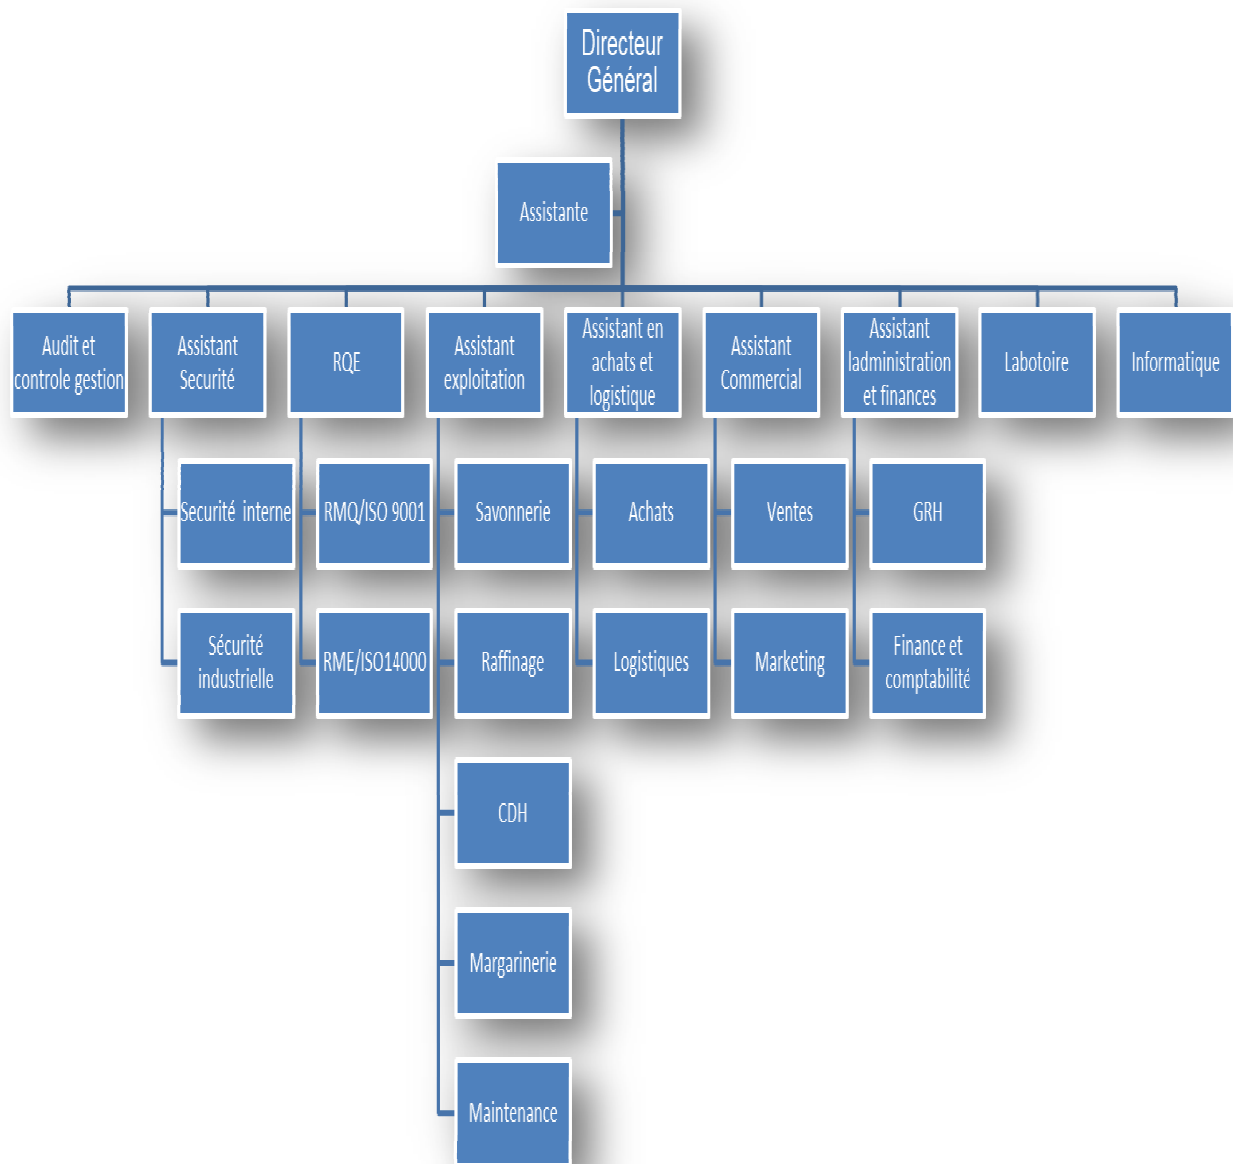 Directeur
Général
Assistante
Audit et
controle gestion
Assistant
Securité
RQE
Assistant
exploitation
Assistant en
achats et
logistique
Assistant
Commercial
Assistant
ladministration
et finances
Labotoire
Informatique
Securité interne
RMQ/ISO 9001
Savonnerie
Achats
Ventes
GRH
Sécurité
industrielle
RME/ISO14000
Raffinage
Logistiques
Marketing
Finance et
comptabilité
CDH
Margarinerie
Maintenance